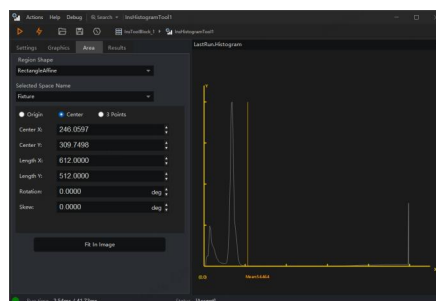 Actions Help Debug Search InsHistogramTool1
InsToolBlock_1 InsHistogramTool1
Settings Graphics Area Results
LastRun.Histogram
Region Shape
RectangleAffine
Selected Space Name
Fixture
Origin Center 3 Points
Center X: 246.0597
Center Y: 309.7498
Length X: 612.0000
Length Y: 512.0000
Rotation: 0.0000 deg
Skew: 0.0000 deg
Fit In Image